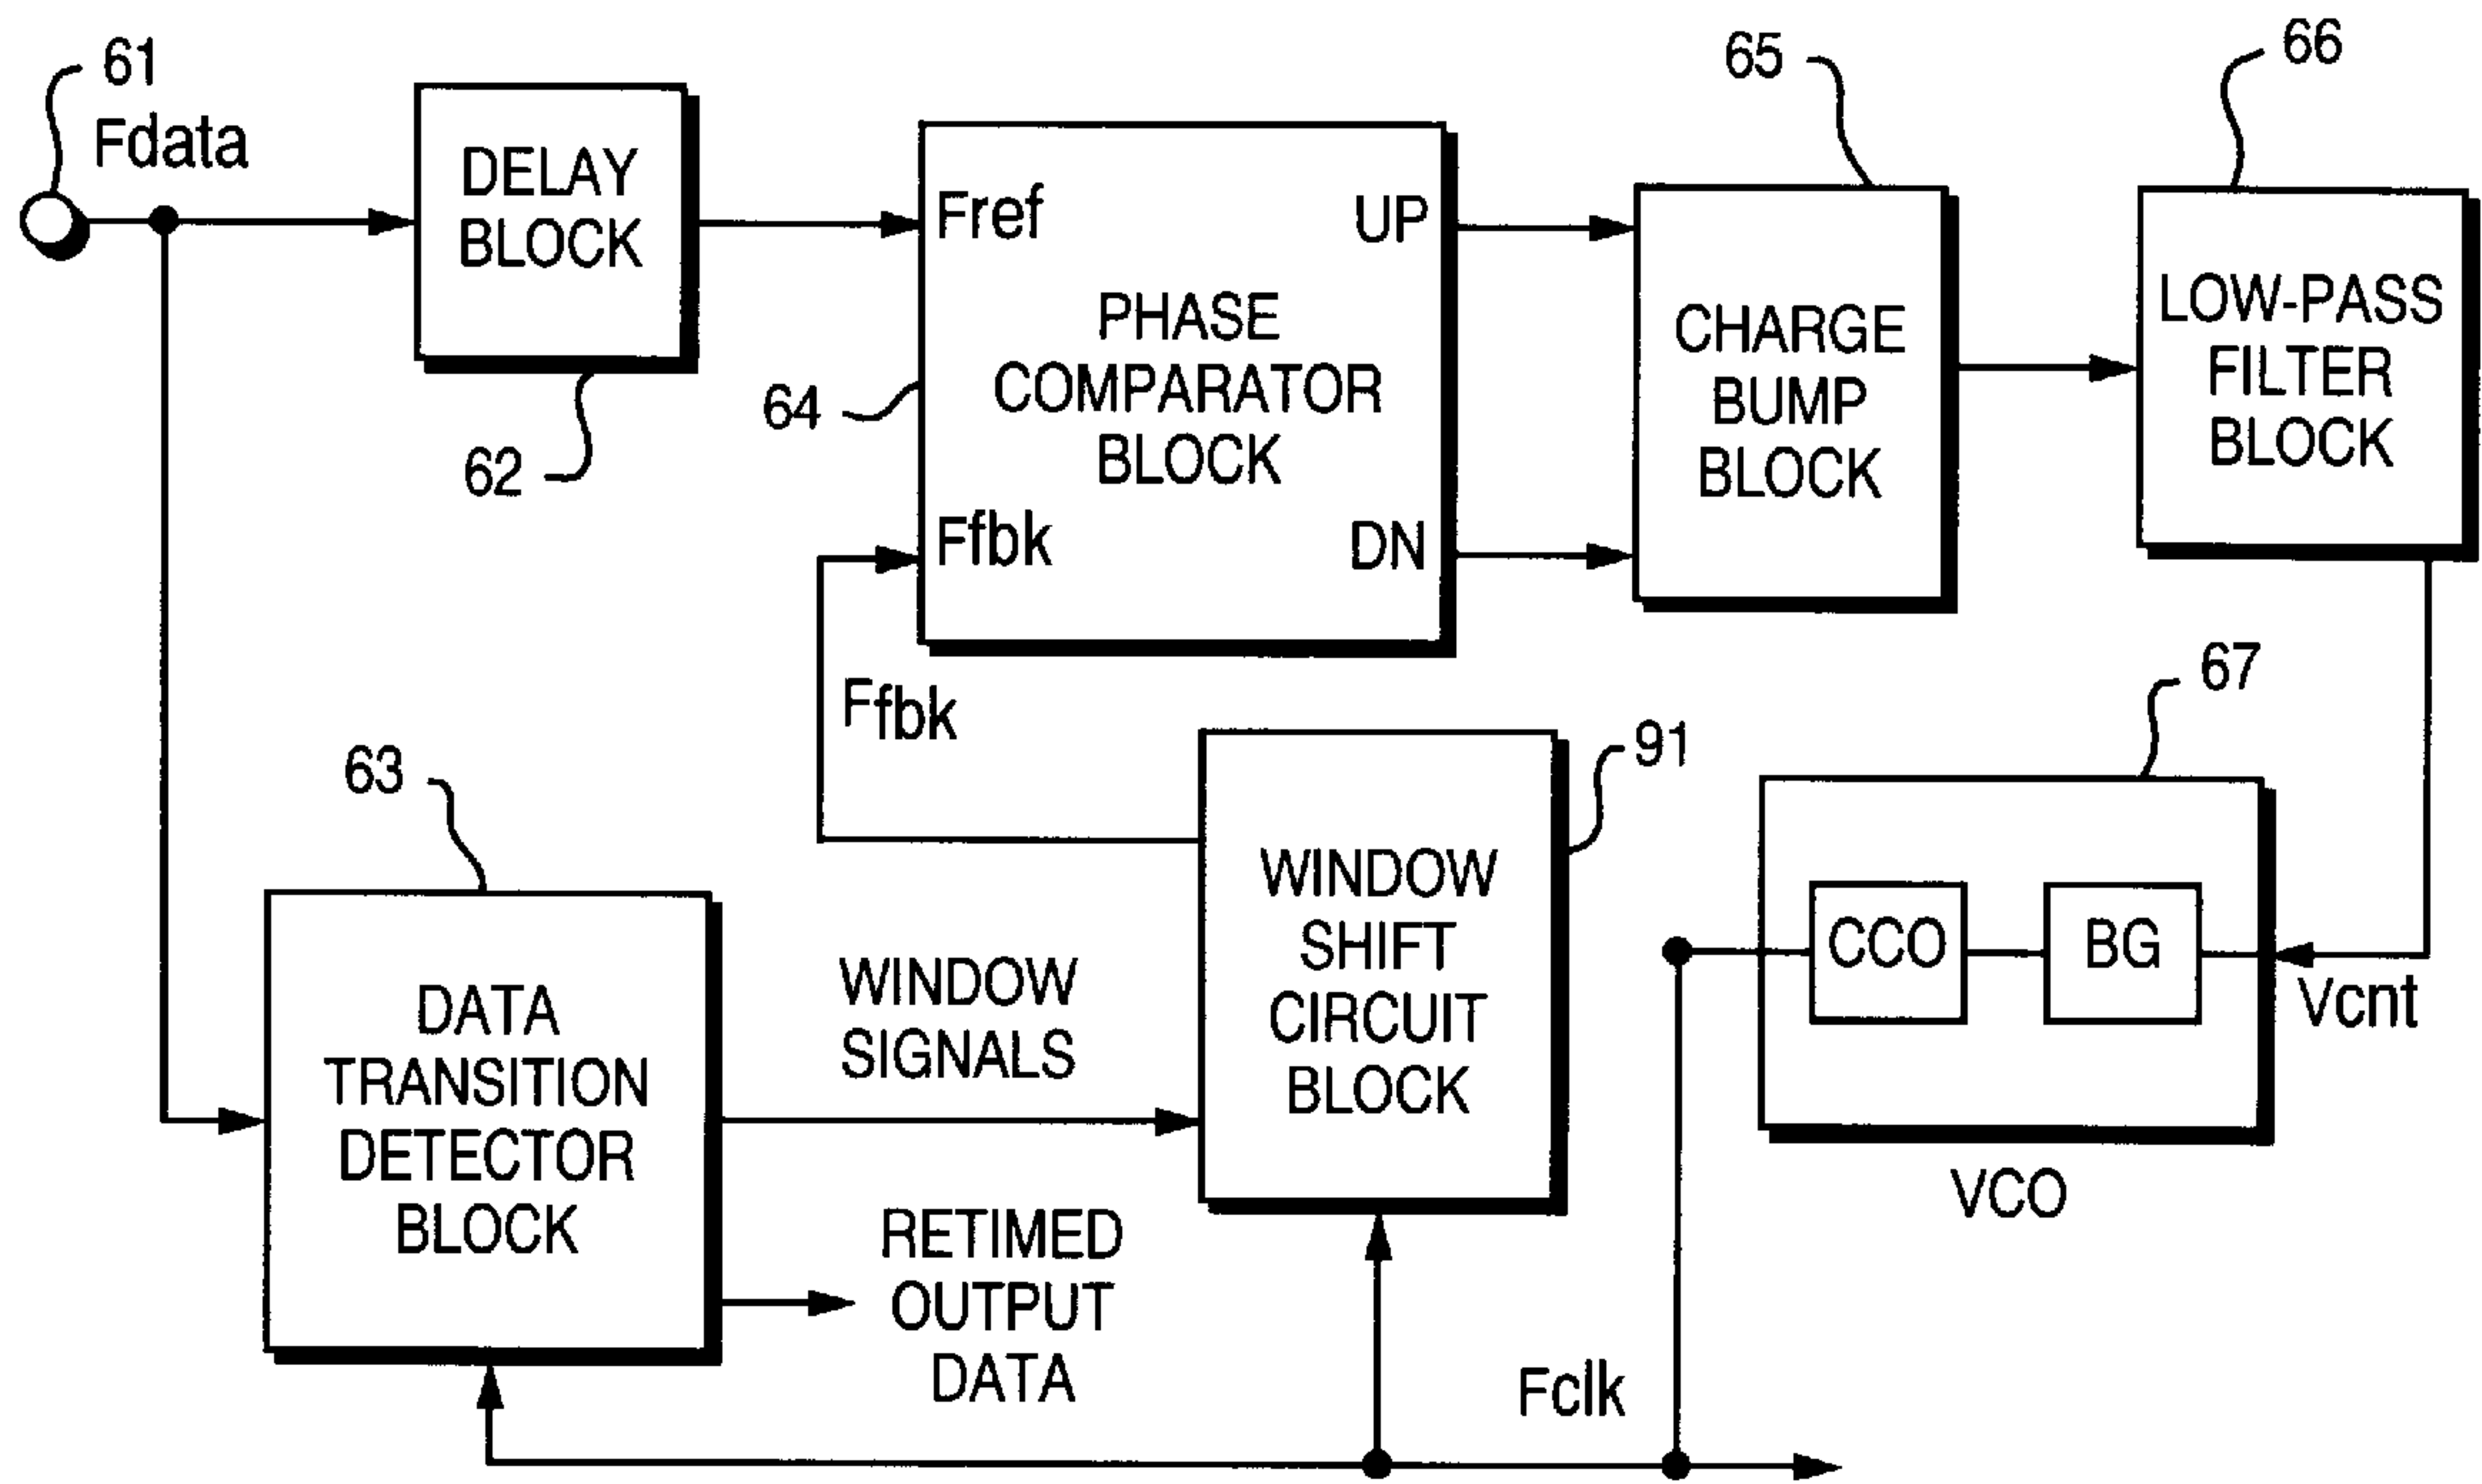 61
Fdata
DELAY
BLOCK
62
Fref
UP
PHASE
COMPARATOR
BLOCK
64
Ffbk
DN
65
CHARGE
BUMP
BLOCK
66
LOW-PASS
FILTER
BLOCK
Ffbk
67
CCO
BG
Vcnt
VCO
91
WINDOW
SHIFT
CIRCUIT
BLOCK
63
DATA
TRANSITION
DETECTOR
BLOCK
WINDOW
SIGNALS
RETIMED
OUTPUT
DATA
Fclk